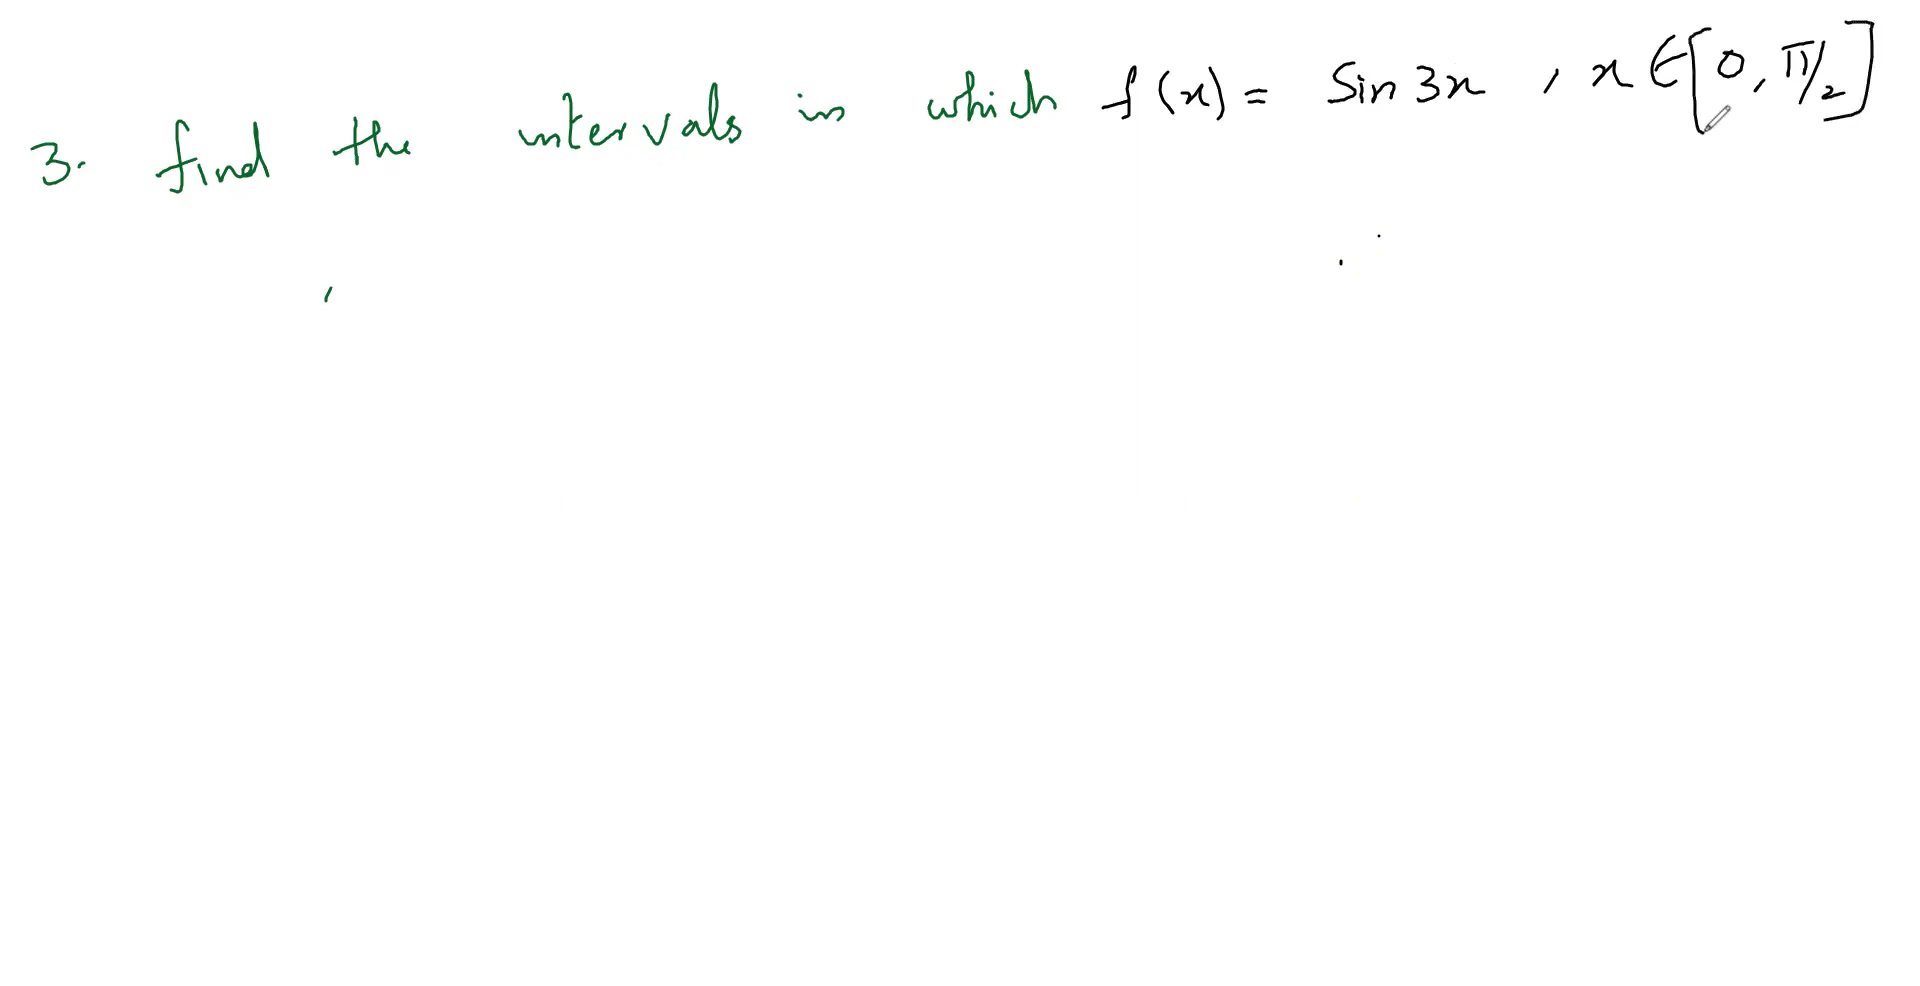 3. find the intervals in which f(x) = Sin 3x , x ∈ [0, π/2]